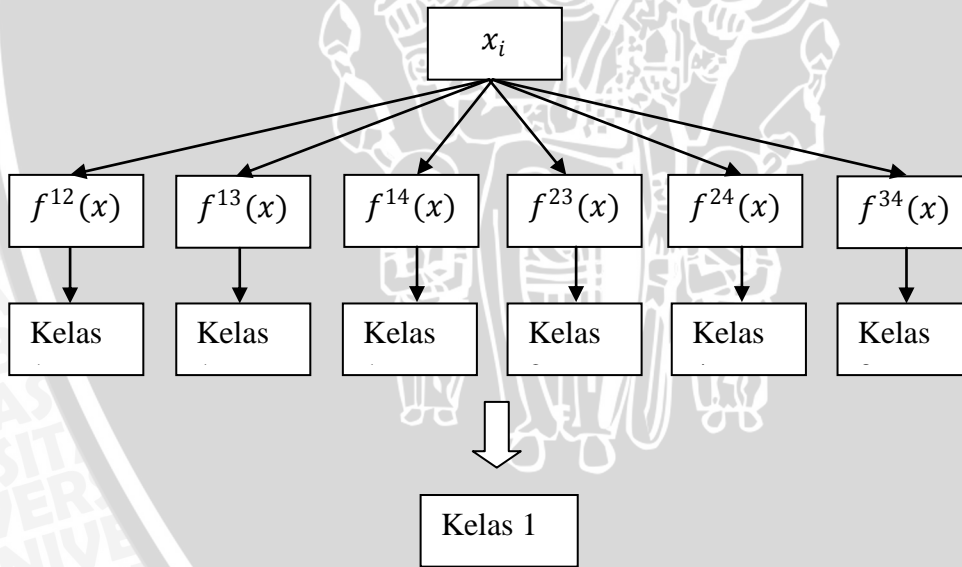 x_i
f^{12}(x) f^{13}(x) f^{14}(x) f^{23}(x) f^{24}(x) f^{34}(x)
Kelas Kelas Kelas Kelas Kelas Kelas
Kelas 1